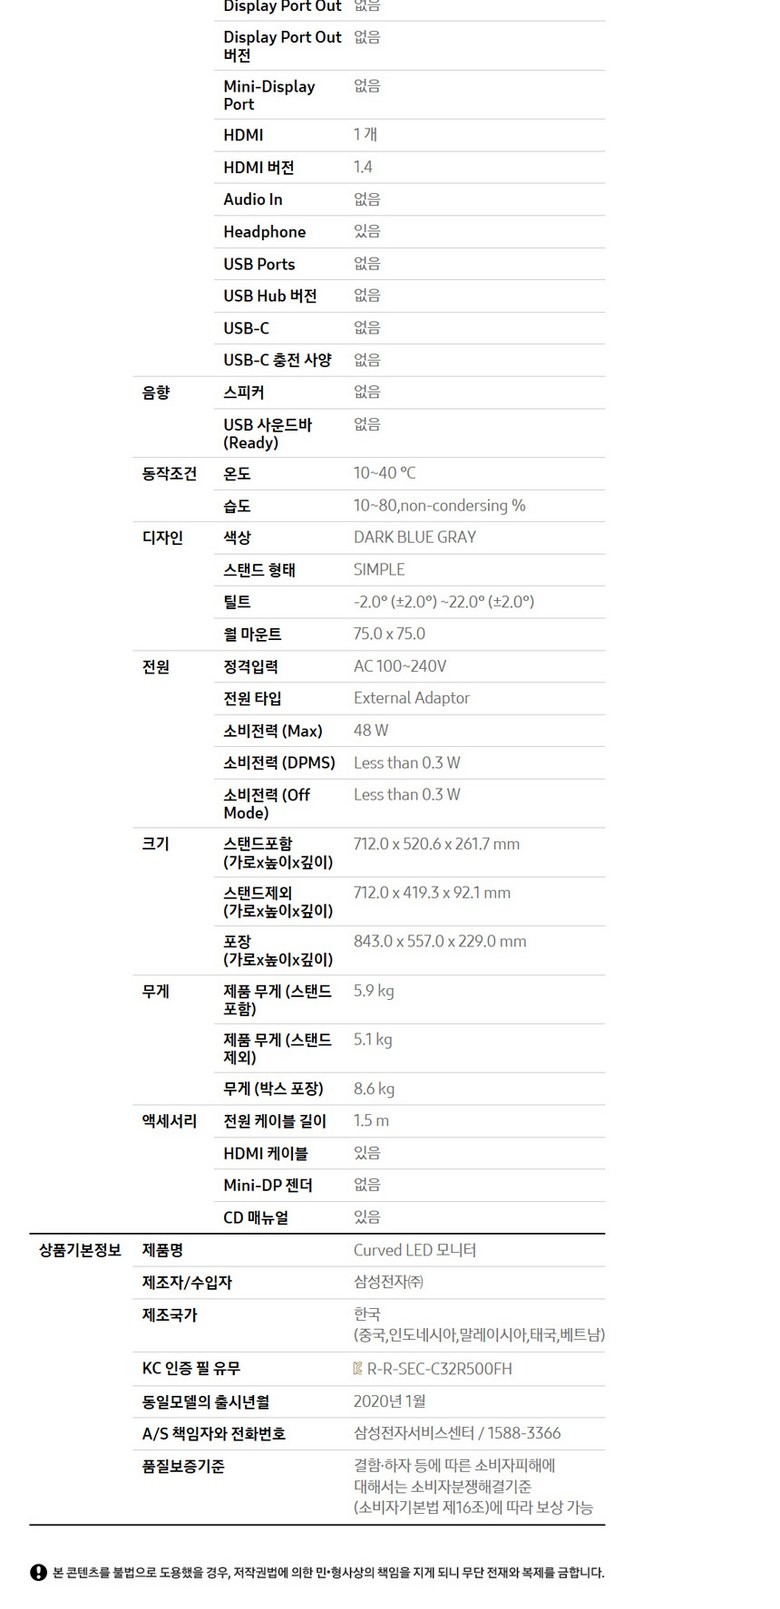 Display Port Out 없음
Display Port Out 없음
버전
Mini-Display 없음
Port
HDMI 1 개
HDMI 버전 1.4
Audio In 없음
Headphone 있음
USB Ports 없음
USB Hub 버전 없음
USB-C 없음
USB-C 충전 사양 없음
음향 스피커 없음
USB 사운드바 없음
(Ready)
동작조건 온도 10~40 ℃
습도 10~80,non-condersing %
디자인 색상 DARK BLUE GRAY
스탠드 형태 SIMPLE
틸트 -2.0° (±2.0°) ~22.0° (±2.0°)
월 마운트 75.0 x 75.0
전원 정격입력 AC 100~240V
전원 타입 External Adaptor
소비전력 (Max) 48 W
소비전력 (DPMS) Less than 0.3 W
소비전력 (Off Less than 0.3 W
Mode)
크기 스탠드포함 712.0 x 520.6 x 261.7 mm
(가로x높이x깊이)
스탠드제외 712.0 x 419.3 x 92.1 mm
(가로x높이x깊이)
포장 843.0 x 557.0 x 229.0 mm
(가로x높이x깊이)
무게 제품 무게 (스탠드 5.9 kg
포함)
제품 무게 (스탠드 5.1 kg
제외)
무게 (박스 포장) 8.6 kg
액세서리 전원 케이블 길이 1.5 m
HDMI 케이블 있음
Mini-DP 젠더 없음
CD 매뉴얼 있음
상품기본정보 제품명 Curved LED 모니터
제조자/수입자 삼성전자㈜
제조국가 한국
(중국,인도네시아,말레이시아,태국,베트남)
KC 인증 필 유무 R-R-SEC-C32R500FH
동일모델의 출시년월 2020년 1월
A/S 책임자와 전화번호 삼성전자서비스센터 / 1588-3366
품질보증기준 결함·하자 등에 따른 소비자피해에
대해서는 소비자분쟁해결기준
(소비자기본법 제16조)에 따라 보상 가능
본 콘텐츠를 불법으로 도용했을 경우, 저작권법에 의한 민•형사상의 책임을 지게 되니 무단 전재와 복제를 금합니다.